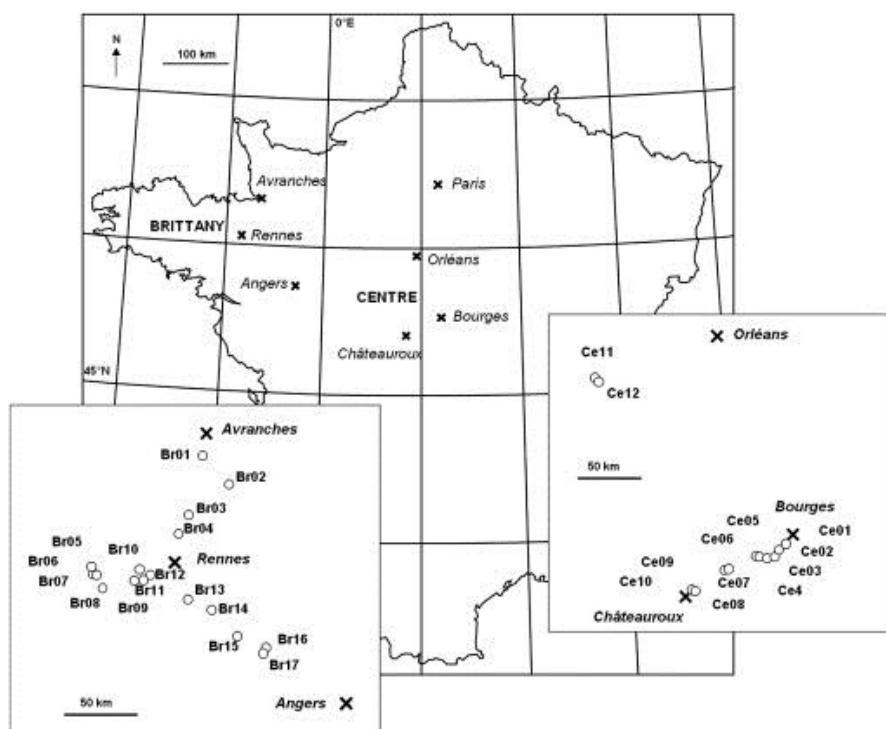 0°E
N
100 km
Avranches
Paris
BRITTANY
Rennes
Orléans
Angers
CENTRE
Bourges
Châteauroux
45°N
Orléans
Ce11
Ce12
50 km
Bourges
Ce05
Ce01
Ce06
Ce02
Ce09
Ce03
Ce10
Ce07
Ce4
Ce08
Châteauroux
Avranches
Br01
Br02
Br03
Br04
Br05
Br10
Rennes
Br06
Br12
Br07
Br11
Br13
Br08
Br09
Br14
Br15
Br16
Br17
50 km
Angers